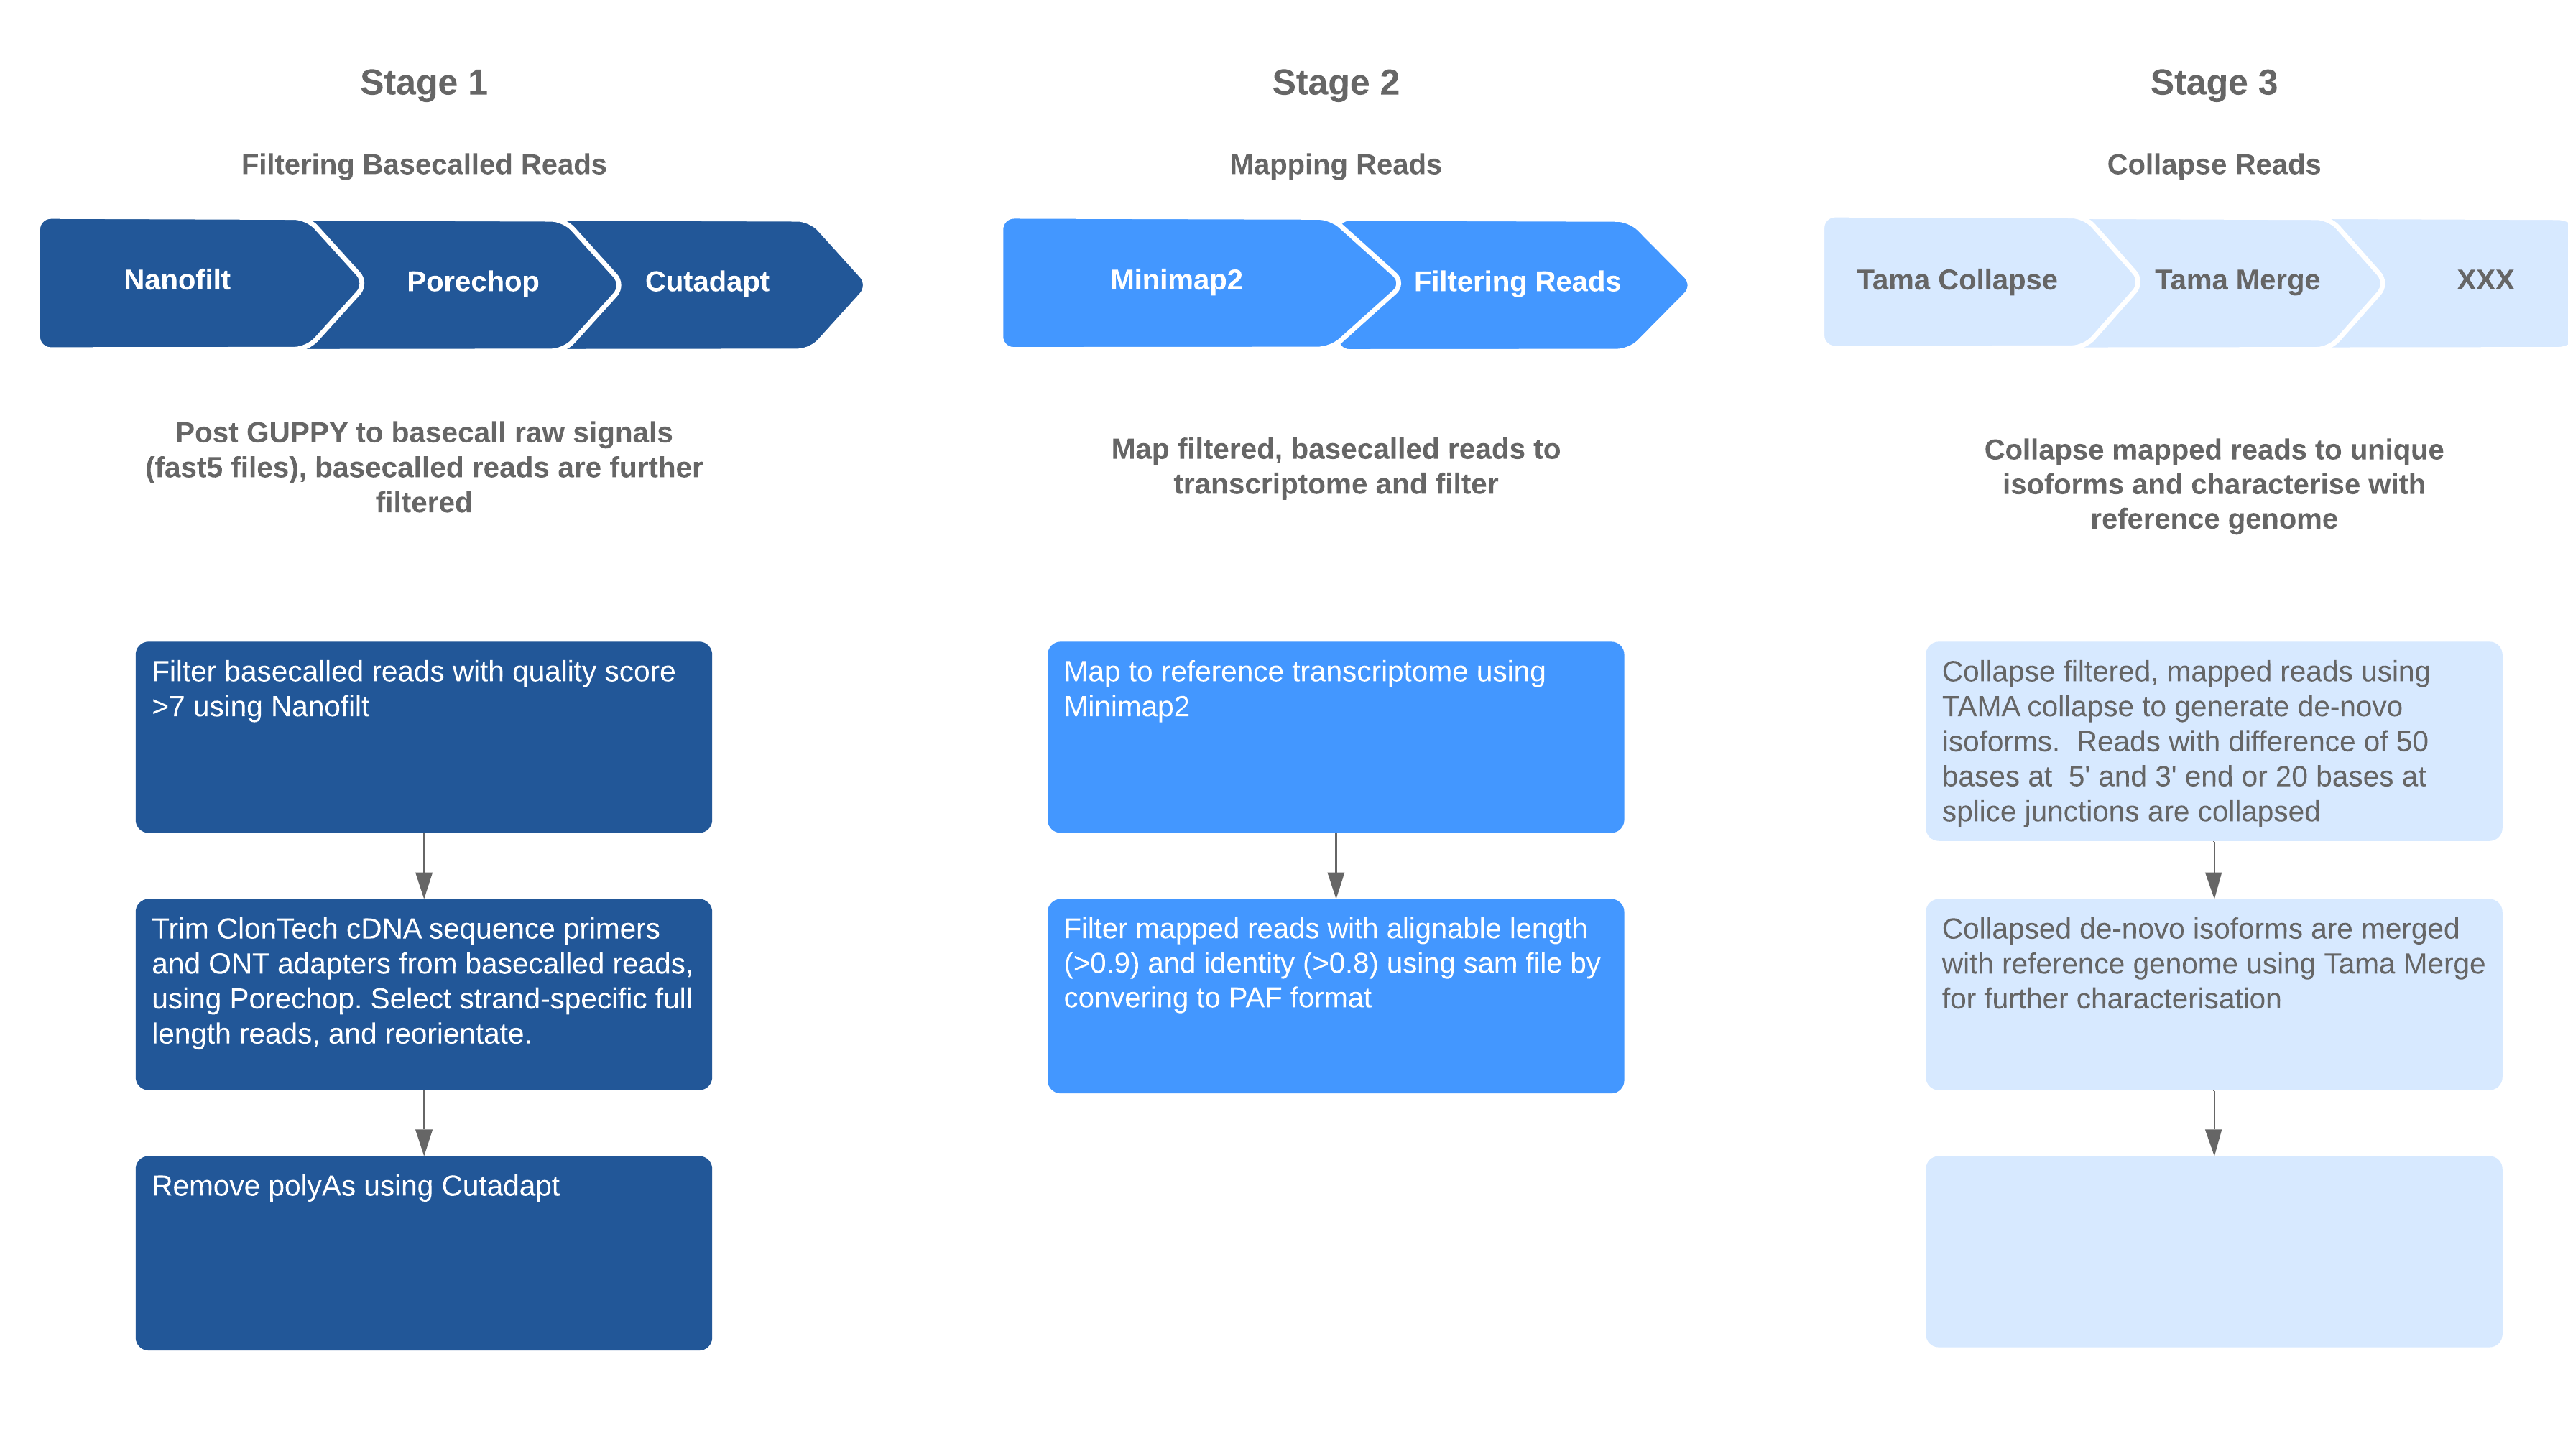 Stage 1
Filtering Basecalled Reads
Nanofilt
Porechop
Cutadapt
Post GUPPY to basecall raw signals
(fast5 files), basecalled reads are further
filtered
Filter basecalled reads with quality score
>7 using Nanofilt
Trim ClonTech cDNA sequence primers
and ONT adapters from basecalled reads,
using Porechop. Select strand-specific full
length reads, and reorientate.
Remove polyAs using Cutadapt
Stage 2
Mapping Reads
Minimap2
Filtering Reads
Map filtered, basecalled reads to
transcriptome and filter
Map to reference transcriptome using
Minimap2
Filter mapped reads with alignable length
(>0.9) and identity (>0.8) using sam file by
convering to PAF format
Stage 3
Collapse Reads
Tama Collapse
Tama Merge
XXX
Collapse mapped reads to unique
isoforms and characterise with
reference genome
Collapse filtered, mapped reads using
TAMA collapse to generate de-novo
isoforms.  Reads with difference of 50
bases at  5' and 3' end or 20 bases at
splice junctions are collapsed
Collapsed de-novo isoforms are merged
with reference genome using Tama Merge
for further characterisation